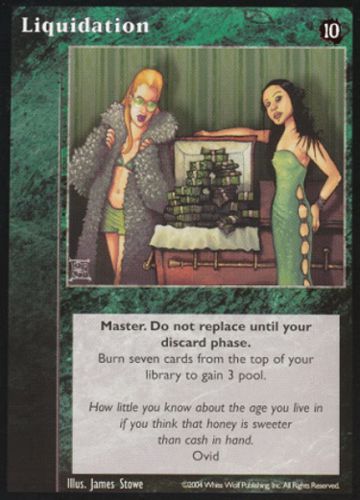 Liquidation
10
Master. Do not replace until your
discard phase.
Burn seven cards from the top of your
library to gain 3 pool.
How little you know about the age you live in
if you think that honey is sweeter
than cash in hand.
Ovid
Illus. James Stowe
©2004 White Wolf Publishing, Inc. All Rights Reserved.